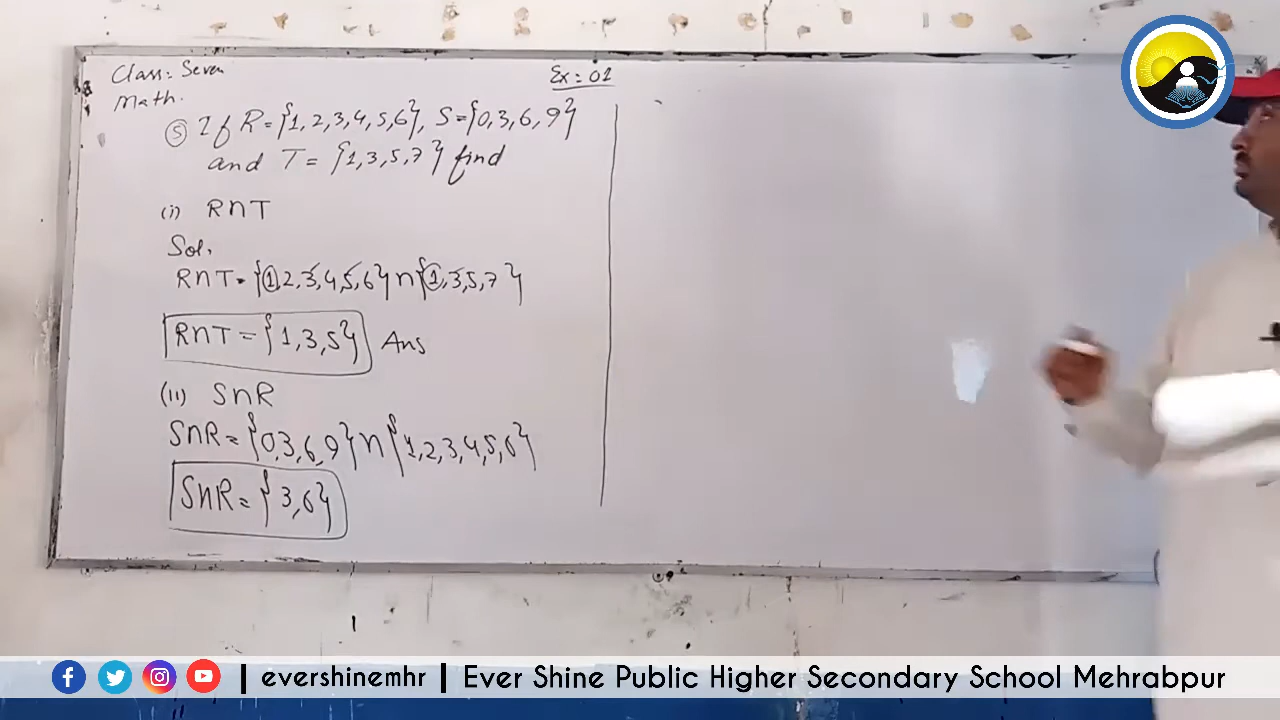 Class: Seven
Ex: 01
Math.
(5) If R={1,2,3,4,5,6}, S={0,3,6,9}
and T= {1,3,5,7} find
(i) R∩T
Sol.
R∩T={1,2,3,4,5,6}∩{1,3,5,7}
R∩T={1,3,5} Ans
(ii) S∩R
S∩R={0,3,6,9}∩{1,2,3,4,5,6}
S∩R={3,6}
| evershinemhr | Ever Shine Public Higher Secondary School Mehrabpur